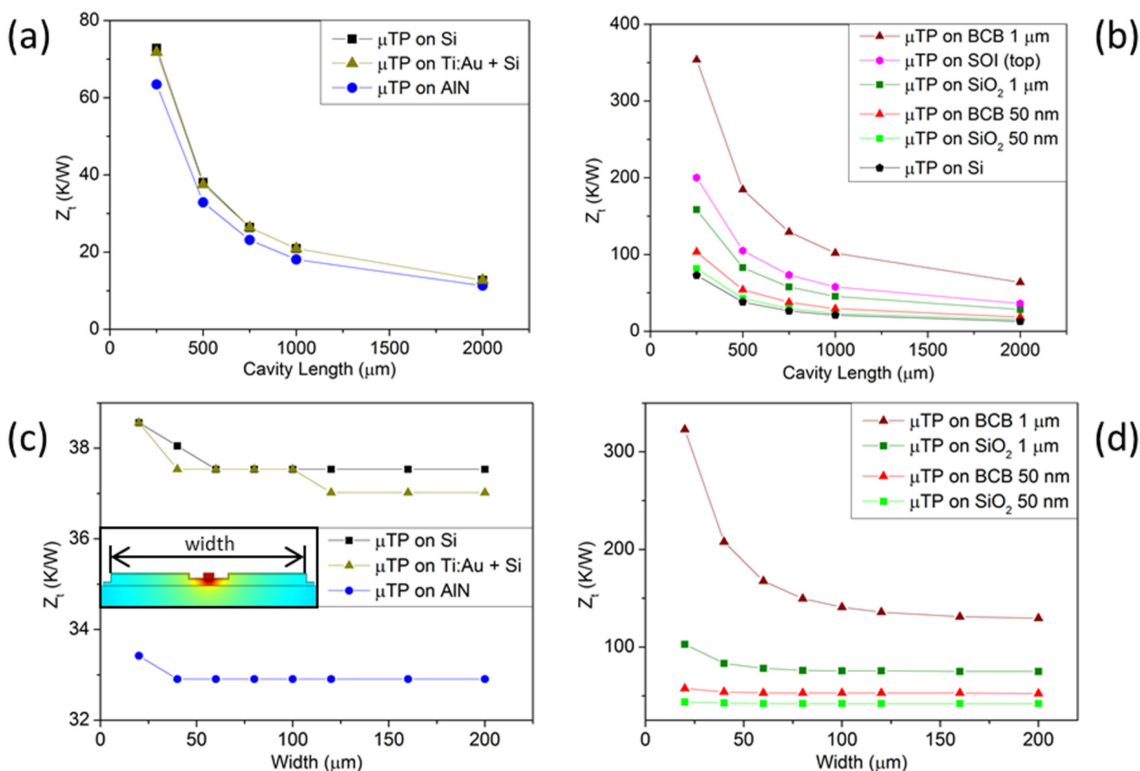 (a)
80
60
40
20
0
Z_t (K/W)
μTP on Si
μTP on Ti:Au + Si
μTP on AlN
0 500 1000 1500 2000
Cavity Length (μm)
(b)
400
300
200
100
0
Z_t (K/W)
μTP on BCB 1 μm
μTP on SOI (top)
μTP on SiO₂ 1 μm
μTP on BCB 50 nm
μTP on SiO₂ 50 nm
μTP on Si
0 500 1000 1500 2000
Cavity Length (μm)
(c)
38
36
34
32
Z_t (K/W)
width
μTP on Si
μTP on Ti:Au + Si
μTP on AlN
0 50 100 150 200
Width (μm)
(d)
300
200
100
Z_t (K/W)
μTP on BCB 1 μm
μTP on SiO₂ 1 μm
μTP on BCB 50 nm
μTP on SiO₂ 50 nm
0 50 100 150 200
Width (μm)